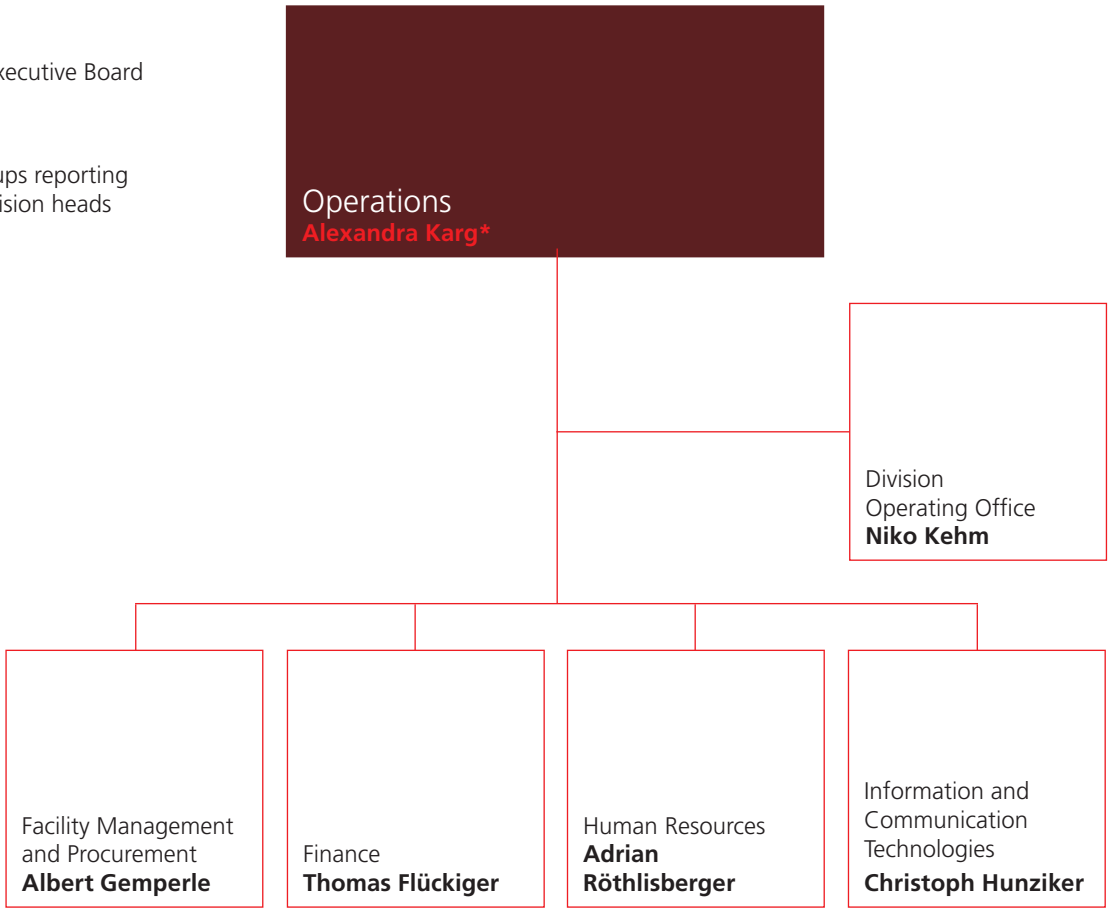 xecutive Board
ups reporting
ision heads
Operations
Alexandra Karg*
Division
Operating Office
Niko Kehm
Facility Management
and Procurement
Albert Gemperle
Finance
Thomas Flückiger
Human Resources
Adrian
Röthlisberger
Information and
Communication
Technologies
Christoph Hunziker